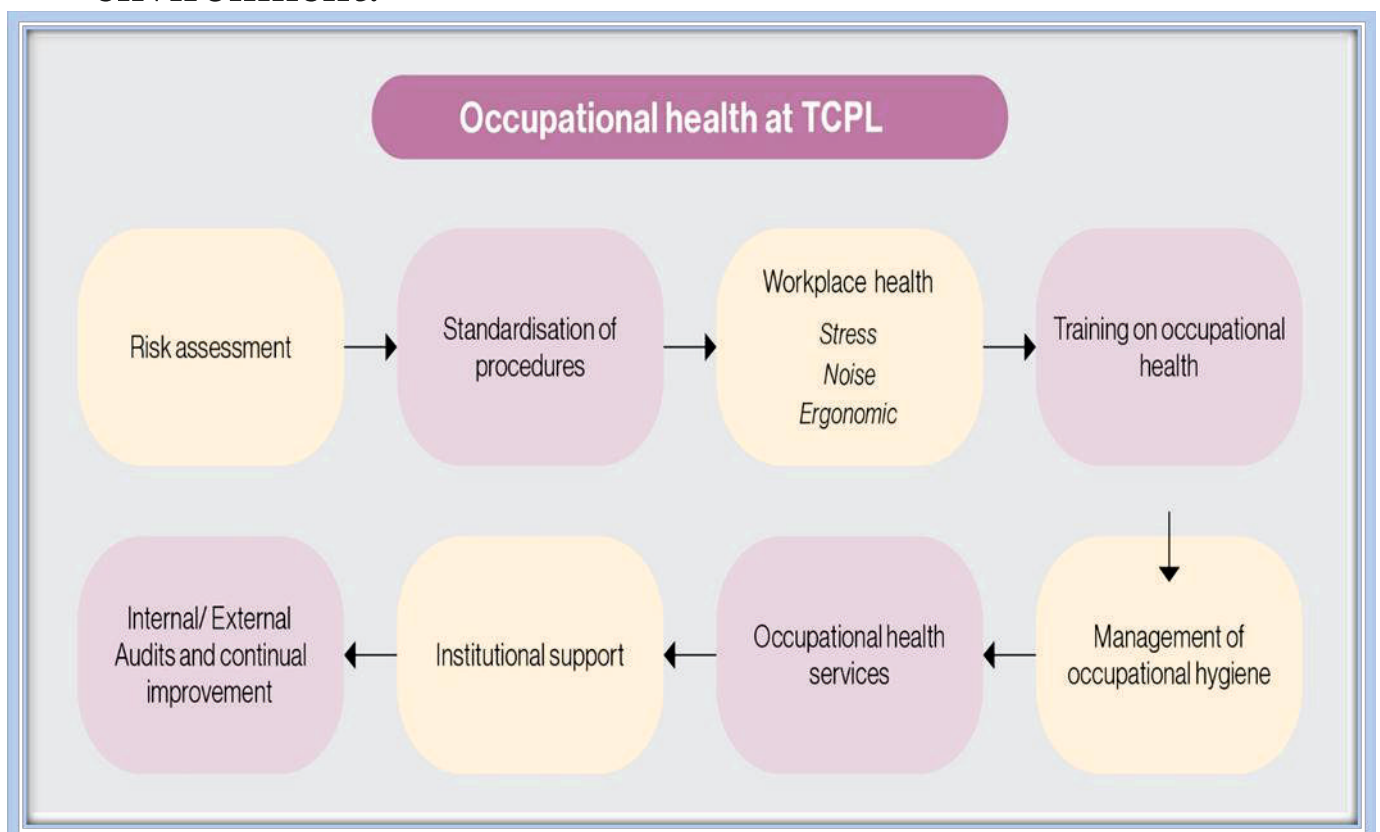 Occupational health at TCPL
Risk assessment
Standardisation of
procedures
Workplace health
Stress
Noise
Ergonomic
Training on occupational
health
Management of
occupational hygiene
Occupational health
services
Institutional support
Internal/ External
Audits and continual
improvement